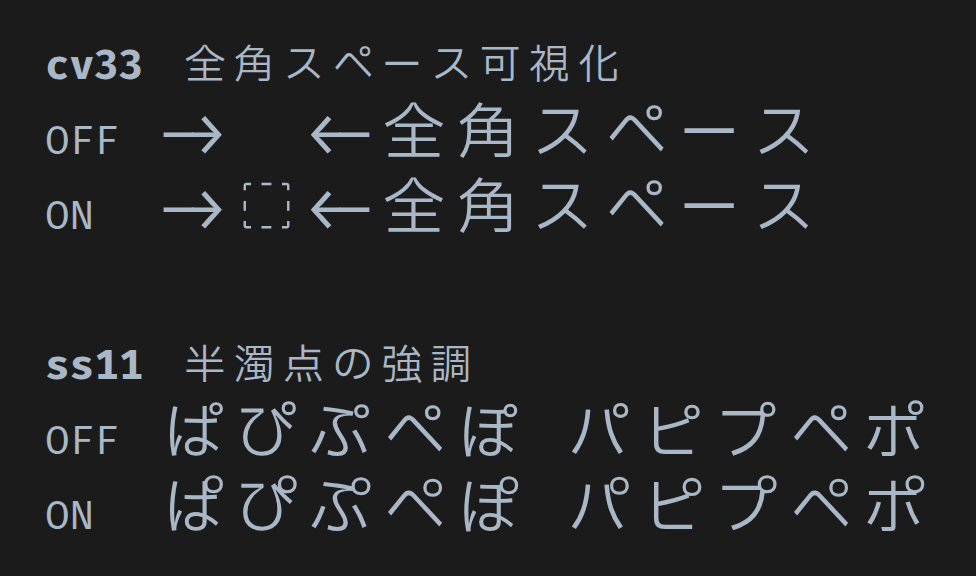 cv33 全角スペース可視化
OFF →　←全角スペース
ON →⬚←全角スペース
ss11 半濁点の強調
OFF ぱぴぷぺぽ パピプペポ
ON ぱぴぷぺぽ パピプペポ